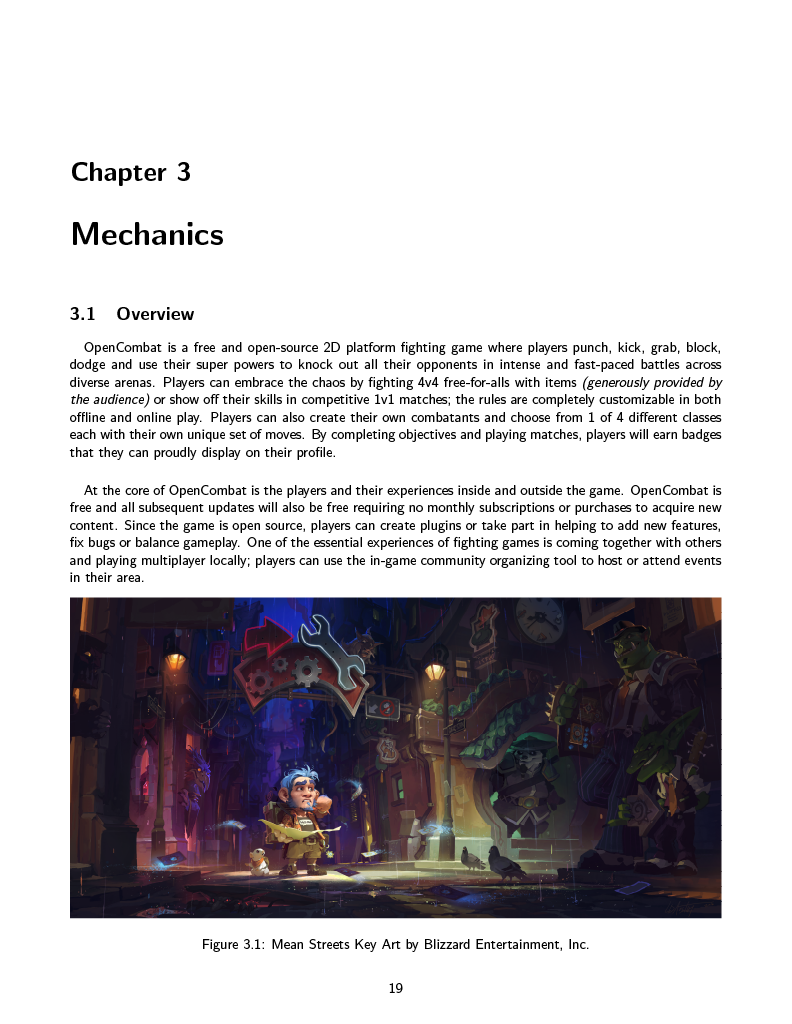 Chapter 3
Mechanics
3.1 Overview
OpenCombat is a free and open-source 2D platform fighting game where players punch, kick, grab, block,
dodge and use their super powers to knock out all their opponents in intense and fast-paced battles across
diverse arenas. Players can embrace the chaos by fighting 4v4 free-for-alls with items (generously provided by
the audience) or show off their skills in competitive 1v1 matches; the rules are completely customizable in both
offline and online play. Players can also create their own combatants and choose from 1 of 4 different classes
each with their own unique set of moves. By completing objectives and playing matches, players will earn badges
that they can proudly display on their profile.
At the core of OpenCombat is the players and their experiences inside and outside the game. OpenCombat is
free and all subsequent updates will also be free requiring no monthly subscriptions or purchases to acquire new
content. Since the game is open source, players can create plugins or take part in helping to add new features,
fix bugs or balance gameplay. One of the essential experiences of fighting games is coming together with others
and playing multiplayer locally; players can use the in-game community organizing tool to host or attend events
in their area.
Figure 3.1: Mean Streets Key Art by Blizzard Entertainment, Inc.
19